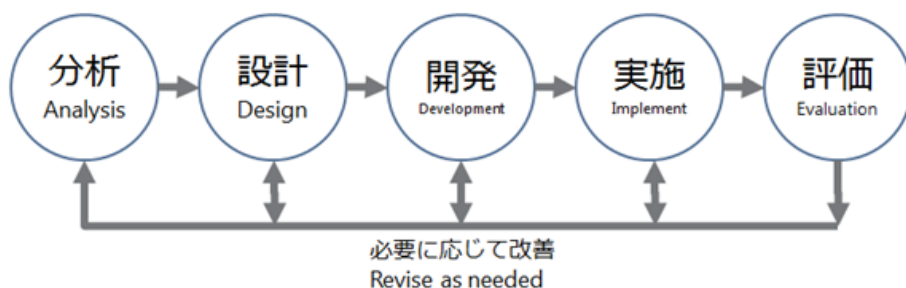 分析
Analysis
設計
Design
開発
Development
実施
Implement
評価
Evaluation
必要に応じて改善
Revise as needed